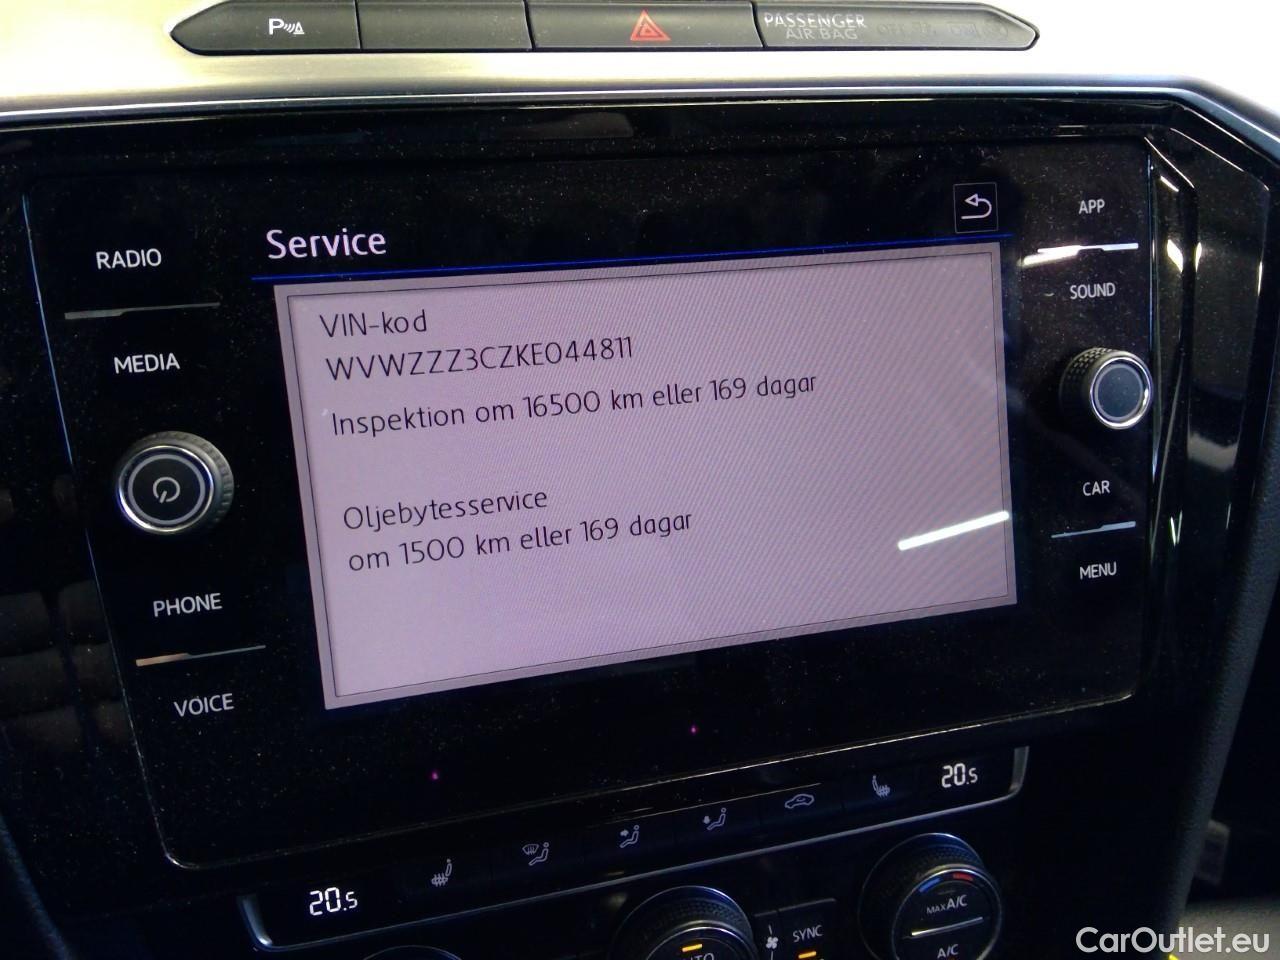 P
PASSENGER
AIR BAG
RADIO
MEDIA
PHONE
VOICE
Service
VIN-kod
WVWZZZ3CZKE044811
Inspektion om 16500 km eller 169 dagar
Oljebytesservice
om 1500 km eller 169 dagar
APP
SOUND
CAR
MENU
20.5
20.5
AUTO
SYNC
MAX A/C
A/C
CarOutlet.eu